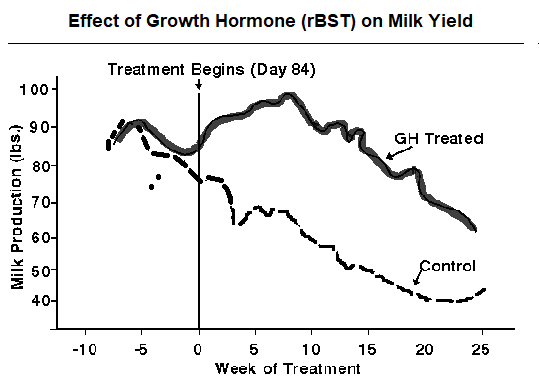 Effect of Growth Hormone (rBST) on Milk Yield
Treatment Begins (Day 84)
100
90
80
70
60
50
40
Milk Production (lbs.)
GH Treated
Control
-10 -5 0 5 10 15 20 25
Week of Treatment